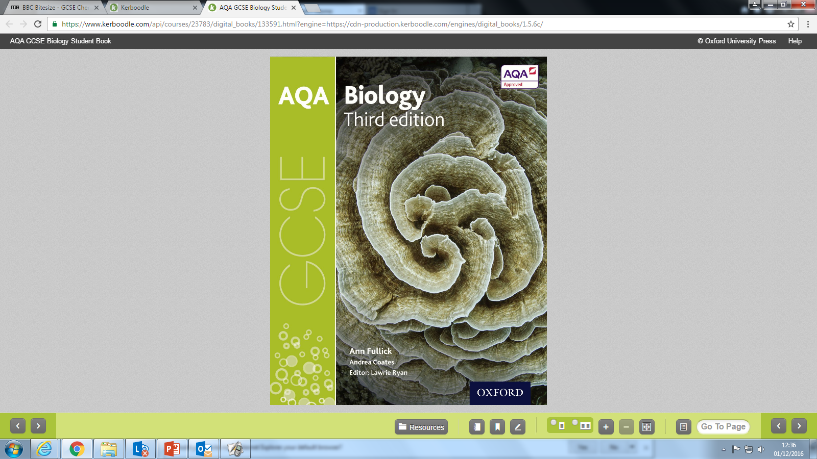 BBC Bitesize - GCSE Che
Kerboodle
AQA GCSE Biology Stude
https://www.kerboodle.com/api/courses/23783/digital_books/133591.html?engine=https://cdn-production.kerboodle.com/engines/digital_books/1.5.6c/
AQA GCSE Biology Student Book
© Oxford University Press
Help
AQA
Approved
AQA
Biology
Third edition
GCSE
Ann Fullick
Andrea Coates
Editor: Lawrie Ryan
OXFORD
Resources
Go To Page
12:36
01/12/2016